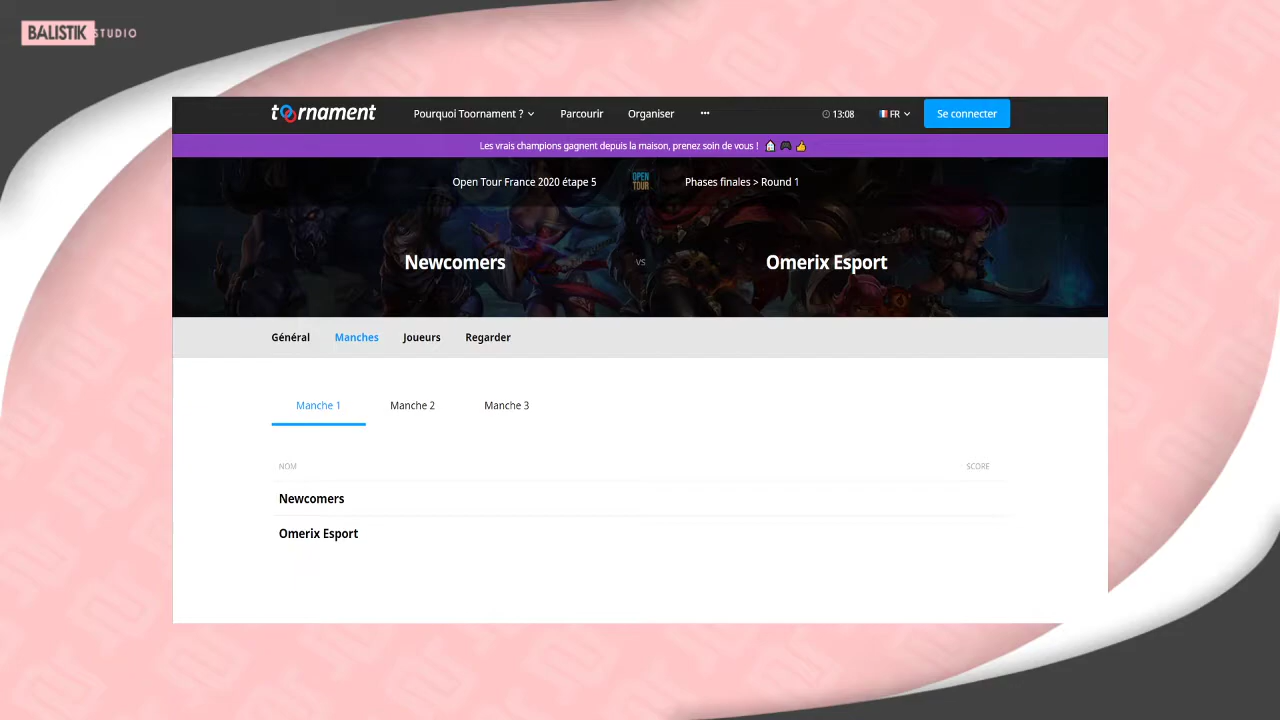 BALISTIK STUDIO
toornament Pourquoi Toornament ? Parcourir Organiser ••• 13:08 FR Se connecter
Les vrais champions gagnent depuis la maison, prenez soin de vous !
Open Tour France 2020 étape 5 OPEN TOUR Phases finales > Round 1
Newcomers vs Omerix Esport
Général Manches Joueurs Regarder
Manche 1 Manche 2 Manche 3
NOM SCORE
Newcomers
Omerix Esport